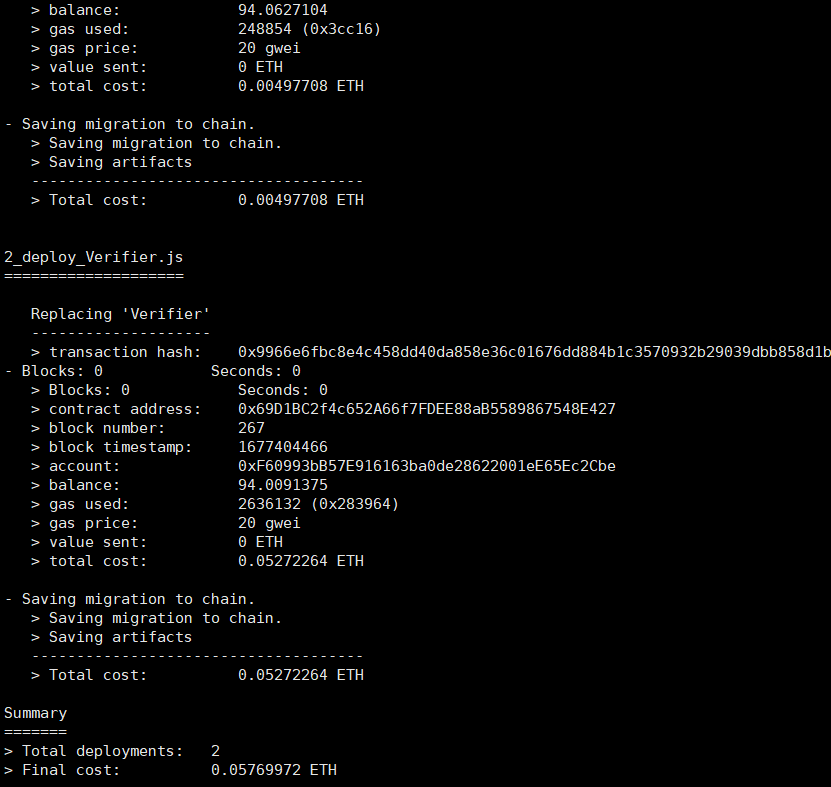 > balance: 94.0627104
> gas used: 248854 (0x3cc16)
> gas price: 20 gwei
> value sent: 0 ETH
> total cost: 0.00497708 ETH
- Saving migration to chain.
> Saving migration to chain.
> Saving artifacts
-------------------------------------
> Total cost: 0.00497708 ETH
2_deploy_Verifier.js
====================
Replacing 'Verifier'
--------------------
> transaction hash: 0x9966e6fbc8e4c458dd40da858e36c01676dd884b1c3570932b29039dbb858d1b
- Blocks: 0 Seconds: 0
> Blocks: 0 Seconds: 0
> contract address: 0x69D1BC2f4c652A66f7FDEE88aB5589867548E427
> block number: 267
> block timestamp: 1677404466
> account: 0xF60993bB57E916163ba0de28622001eE65Ec2Cbe
> balance: 94.0091375
> gas used: 2636132 (0x283964)
> gas price: 20 gwei
> value sent: 0 ETH
> total cost: 0.05272264 ETH
- Saving migration to chain.
> Saving migration to chain.
> Saving artifacts
-------------------------------------
> Total cost: 0.05272264 ETH
Summary
=======
> Total deployments: 2
> Final cost: 0.05769972 ETH